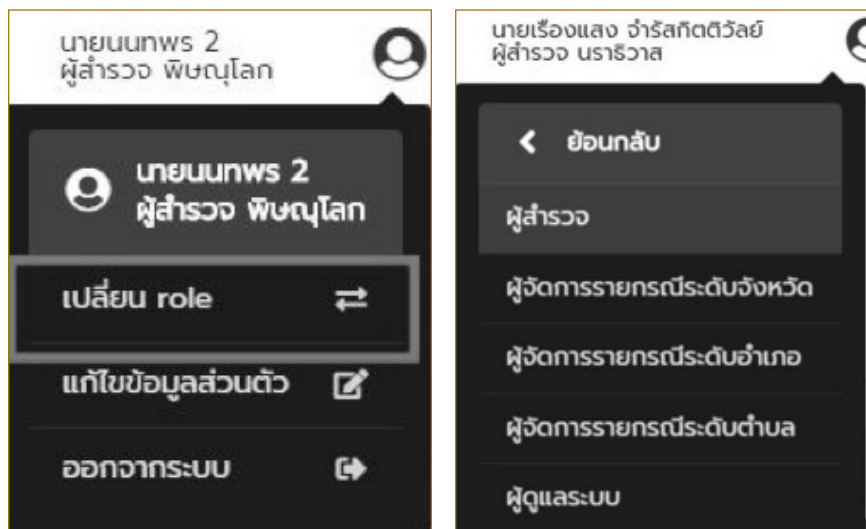 นายนนทพร 2
ผู้สำรวจ พิษณุโลก
นายนนทพร 2
ผู้สำรวจ พิษณุโลก
เปลี่ยน role
แก้ไขข้อมูลส่วนตัว
ออกจากระบบ
นายเรืองแสง จำรัสกิตติวัลย์
ผู้สำรวจ นราธิวาส
ย้อนกลับ
ผู้สำรวจ
ผู้จัดการรายกรณีระดับจังหวัด
ผู้จัดการรายกรณีระดับอำเภอ
ผู้จัดการรายกรณีระดับตำบล
ผู้ดูแลระบบ